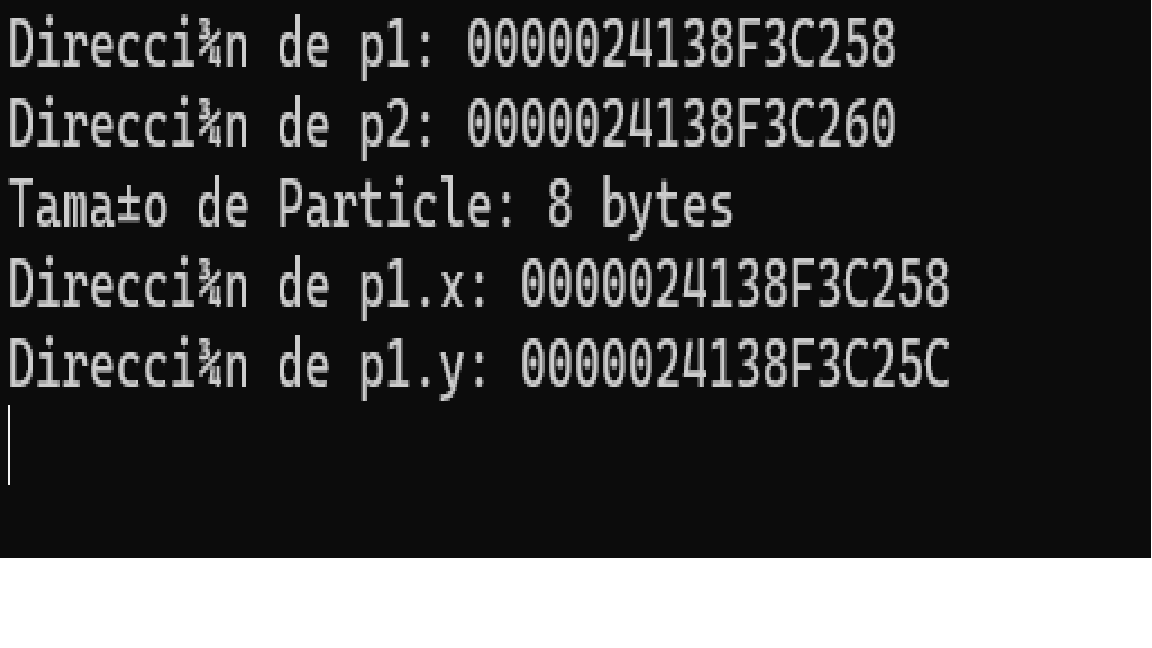 Direcci¾n de p1: 0000024138F3C258
Direcci¾n de p2: 0000024138F3C260
Tama±o de Particle: 8 bytes
Direcci¾n de p1.x: 0000024138F3C258
Direcci¾n de p1.y: 0000024138F3C25C